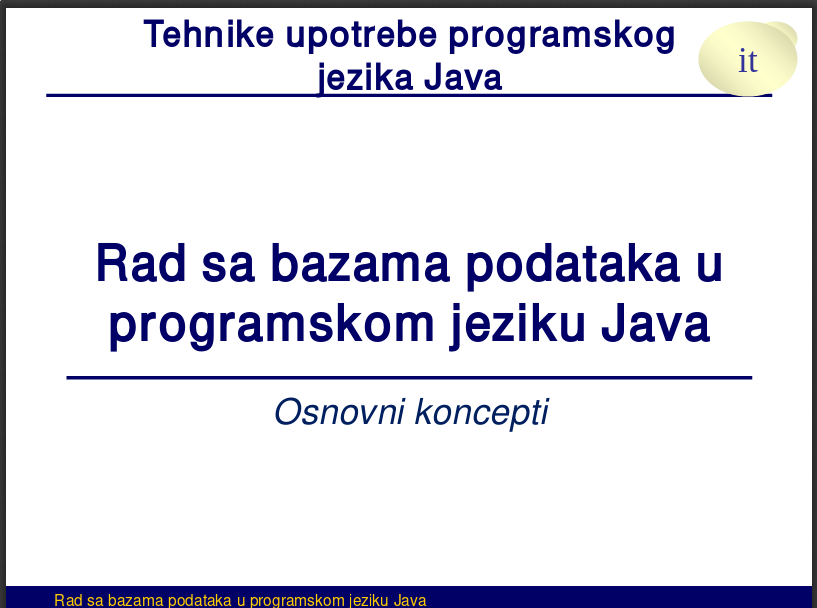 Tehnike upotrebe programskog
jezika Java
it
Rad sa bazama podataka u
programskom jeziku Java
Osnovni koncepti
Rad sa bazama podataka u programskom jeziku Java